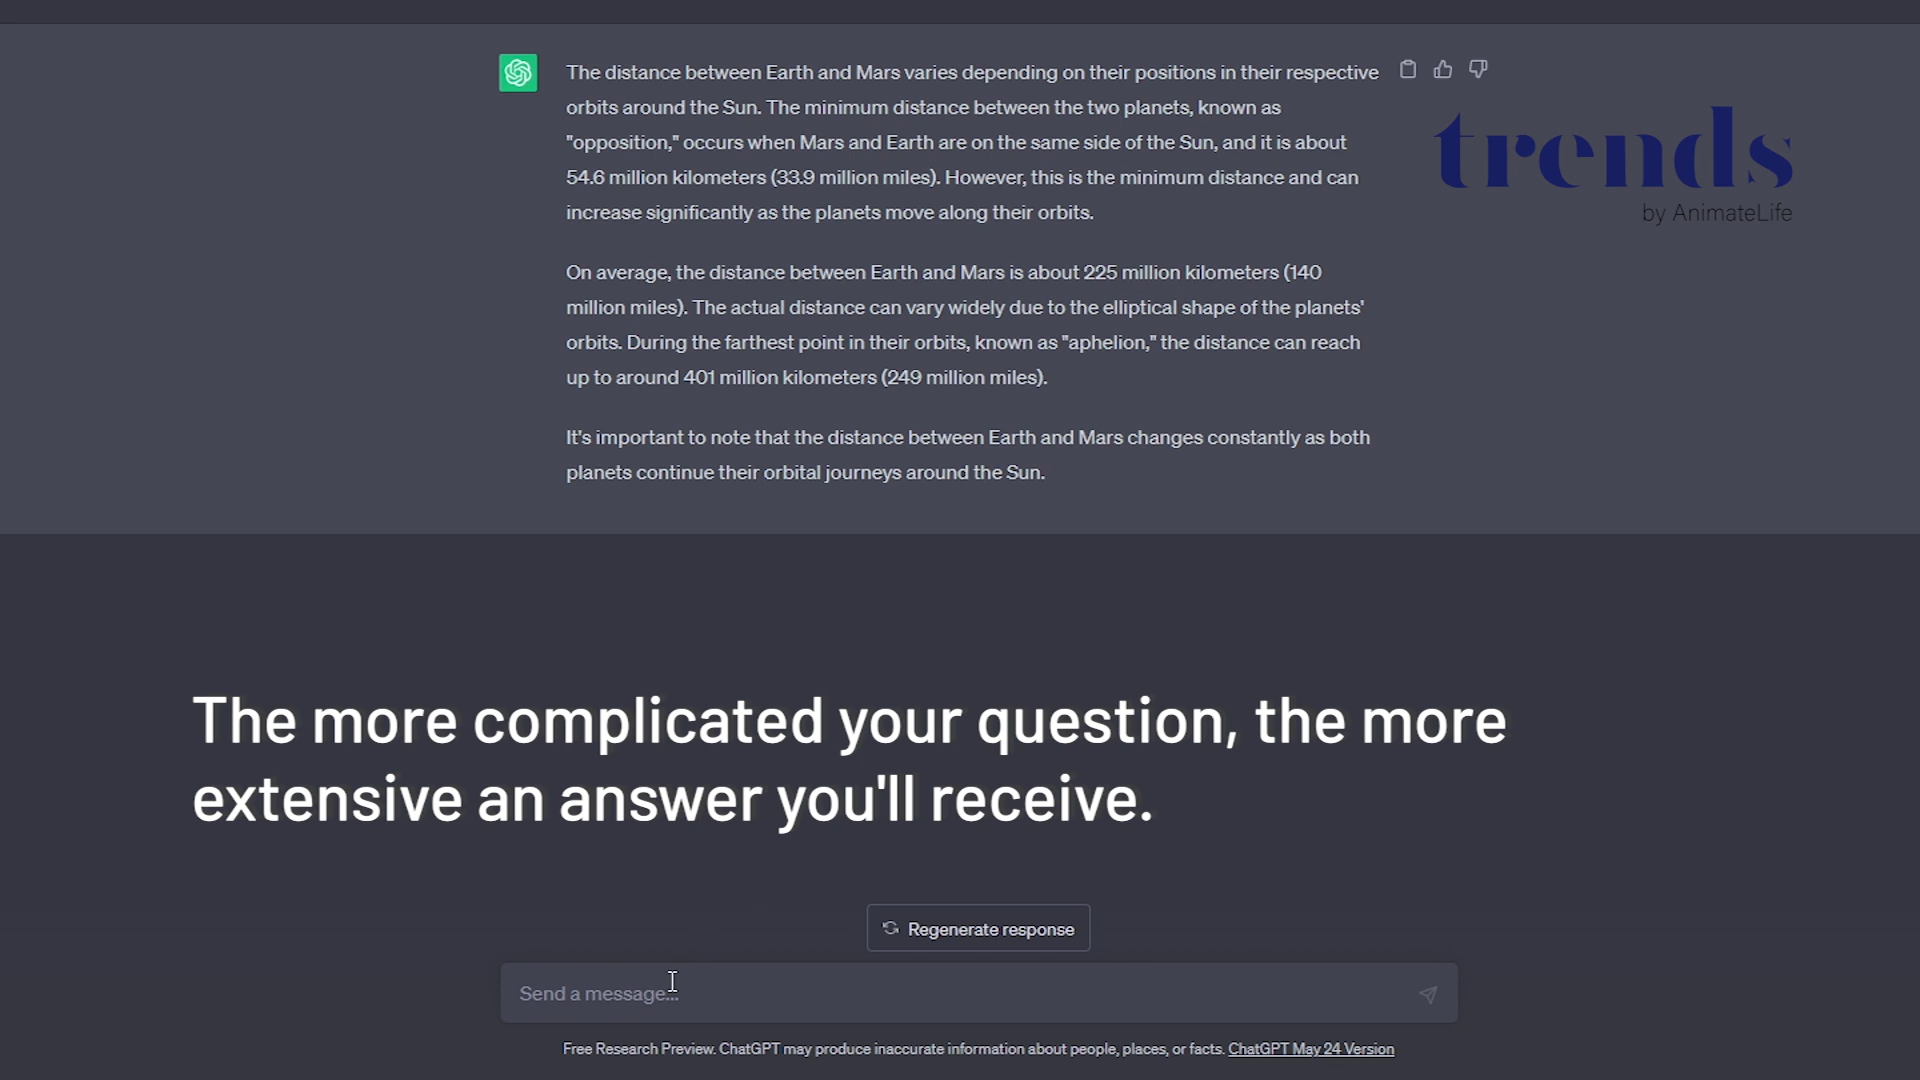 The distance between Earth and Mars varies depending on their positions in their respective
orbits around the Sun. The minimum distance between the two planets, known as
"opposition," occurs when Mars and Earth are on the same side of the Sun, and it is about
54.6 million kilometers (33.9 million miles). However, this is the minimum distance and can
increase significantly as the planets move along their orbits.
trends
by AnimateLife
On average, the distance between Earth and Mars is about 225 million kilometers (140
million miles). The actual distance can vary widely due to the elliptical shape of the planets'
orbits. During the farthest point in their orbits, known as "aphelion," the distance can reach
up to around 401 million kilometers (249 million miles).
It's important to note that the distance between Earth and Mars changes constantly as both
planets continue their orbital journeys around the Sun.
The more complicated your question, the more
extensive an answer you'll receive.
Regenerate response
Send a message...
Free Research Preview. ChatGPT may produce inaccurate information about people, places, or facts. ChatGPT May 24 Version